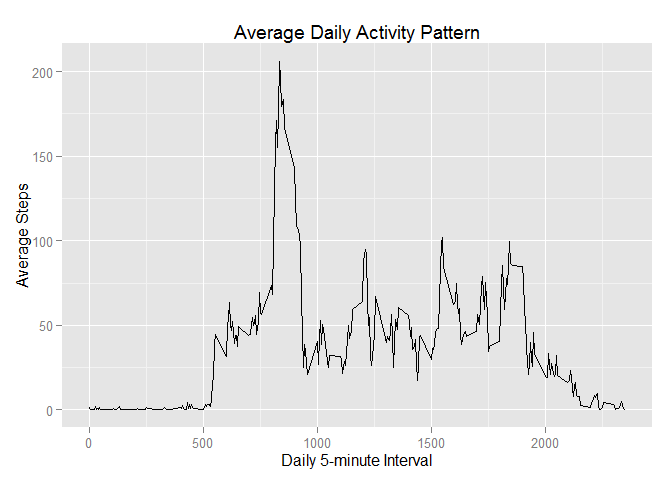 Average Daily Activity Pattern
Average Steps
200
150
100
50
0
0 500 1000 1500 2000
Daily 5-minute Interval